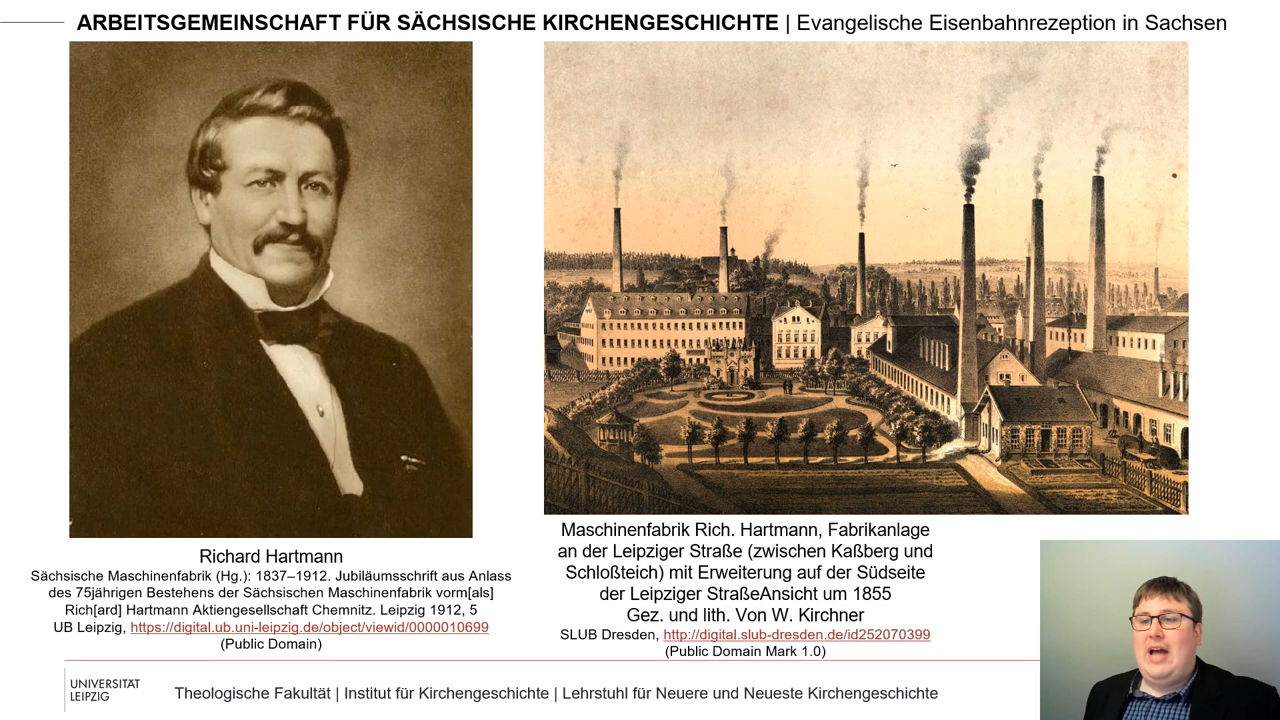 ARBEITSGEMEINSCHAFT FÜR SÄCHSISCHE KIRCHENGESCHICHTE | Evangelische Eisenbahnrezeption in Sachsen
Richard Hartmann
Sächsische Maschinenfabrik (Hg.): 1837–1912. Jubiläumsschrift aus Anlass
des 75jährigen Bestehens der Sächsischen Maschinenfabrik vorm[als]
Rich[ard] Hartmann Aktiengesellschaft Chemnitz. Leipzig 1912, 5
UB Leipzig, https://digital.ub.uni-leipzig.de/object/viewid/0000010699
(Public Domain)
Maschinenfabrik Rich. Hartmann, Fabrikanlage
an der Leipziger Straße (zwischen Kaßberg und
Schloßteich) mit Erweiterung auf der Südseite
der Leipziger StraßeAnsicht um 1855
Gez. und lith. Von W. Kirchner
SLUB Dresden, http://digital.slub-dresden.de/id252070399
(Public Domain Mark 1.0)
UNIVERSITÄT
LEIPZIG
Theologische Fakultät | Institut für Kirchengeschichte | Lehrstuhl für Neuere und Neueste Kirchengeschichte